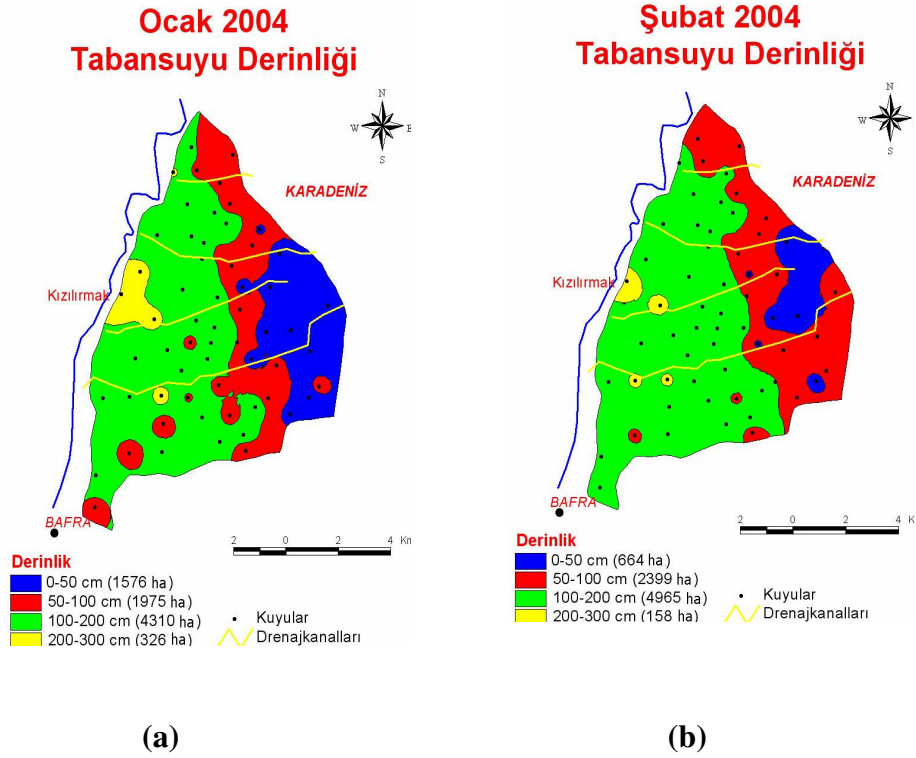 Ocak 2004
Tabansuyu Derinliği
N
W
E
S
KARADENİZ
Kızılırmak
BAFRA
2 0 2 4 Km
Derinlik
0-50 cm (1576 ha)
50-100 cm (1975 ha)
100-200 cm (4310 ha)
200-300 cm (326 ha)
Kuyular
Drenajkanalları
(a)
Şubat 2004
Tabansuyu Derinliği
N
W
E
S
KARADENİZ
Kızılırmak
BAFRA
2 0 2 4 K
Derinlik
0-50 cm (664 ha)
50-100 cm (2399 ha)
100-200 cm (4965 ha)
200-300 cm (158 ha)
Kuyular
Drenajkanalları
(b)